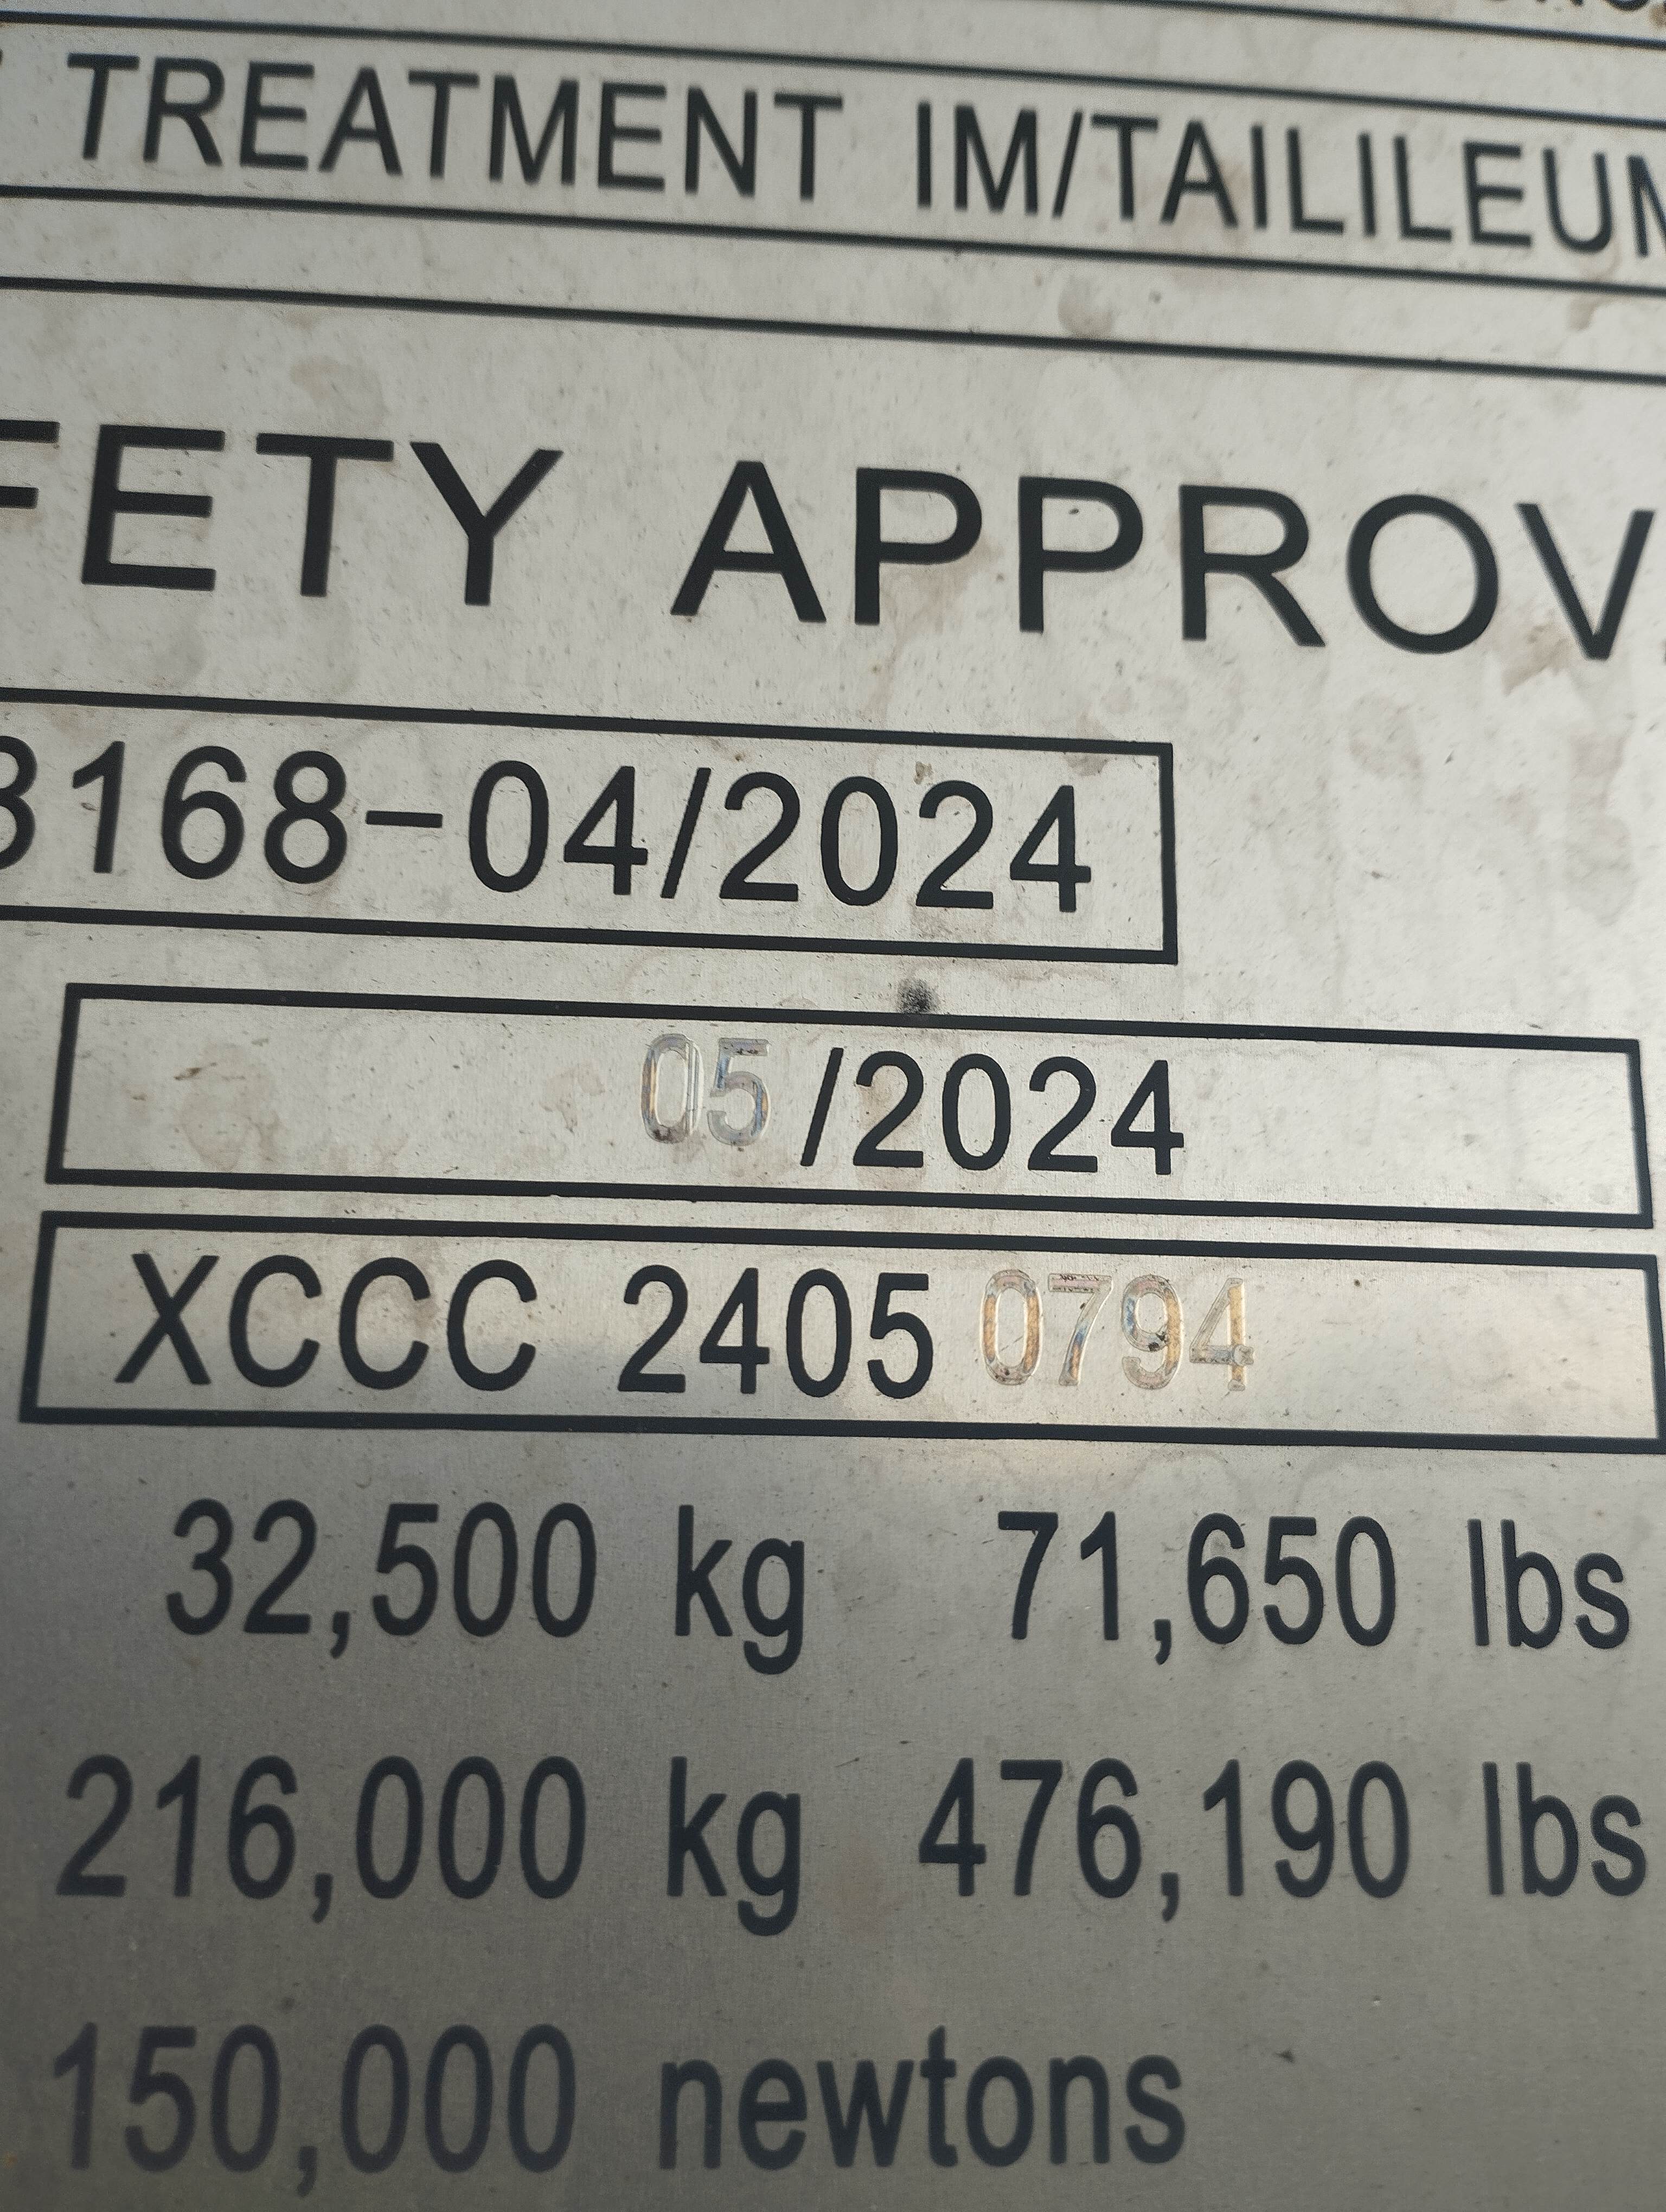 TREATMENT IM/TAILILEUM
FETY APPROV
3168-04/2024
05/2024
XCCC 2405 0794
32,500 kg 71,650 lbs
216,000 kg 476,190 lbs
150,000 newtons